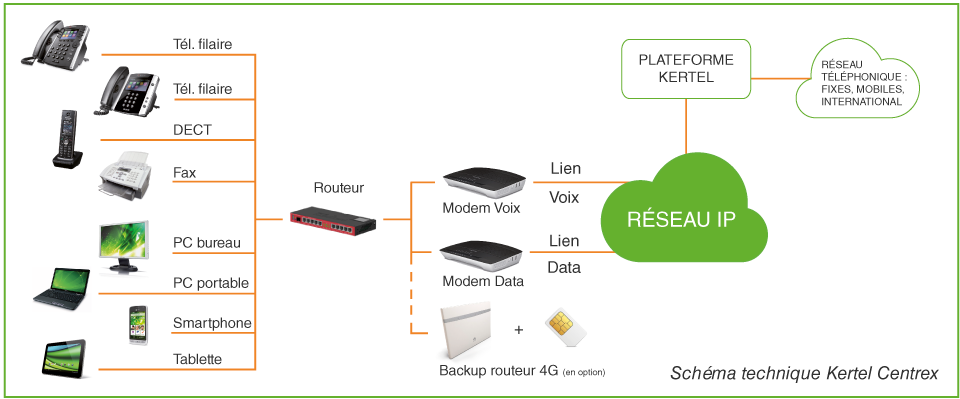 Tél. filaire
Tél. filaire
DECT
Fax
PC bureau
PC portable
Smartphone
Tablette
Routeur
Modem Voix
Lien
Voix
Modem Data
Lien
Data
+
Backup routeur 4G (en option)
RÉSEAU IP
PLATEFORME
KERTEL
RÉSEAU
TÉLÉPHONIQUE :
FIXES, MOBILES,
INTERNATIONAL
Schéma technique Kertel Centrex